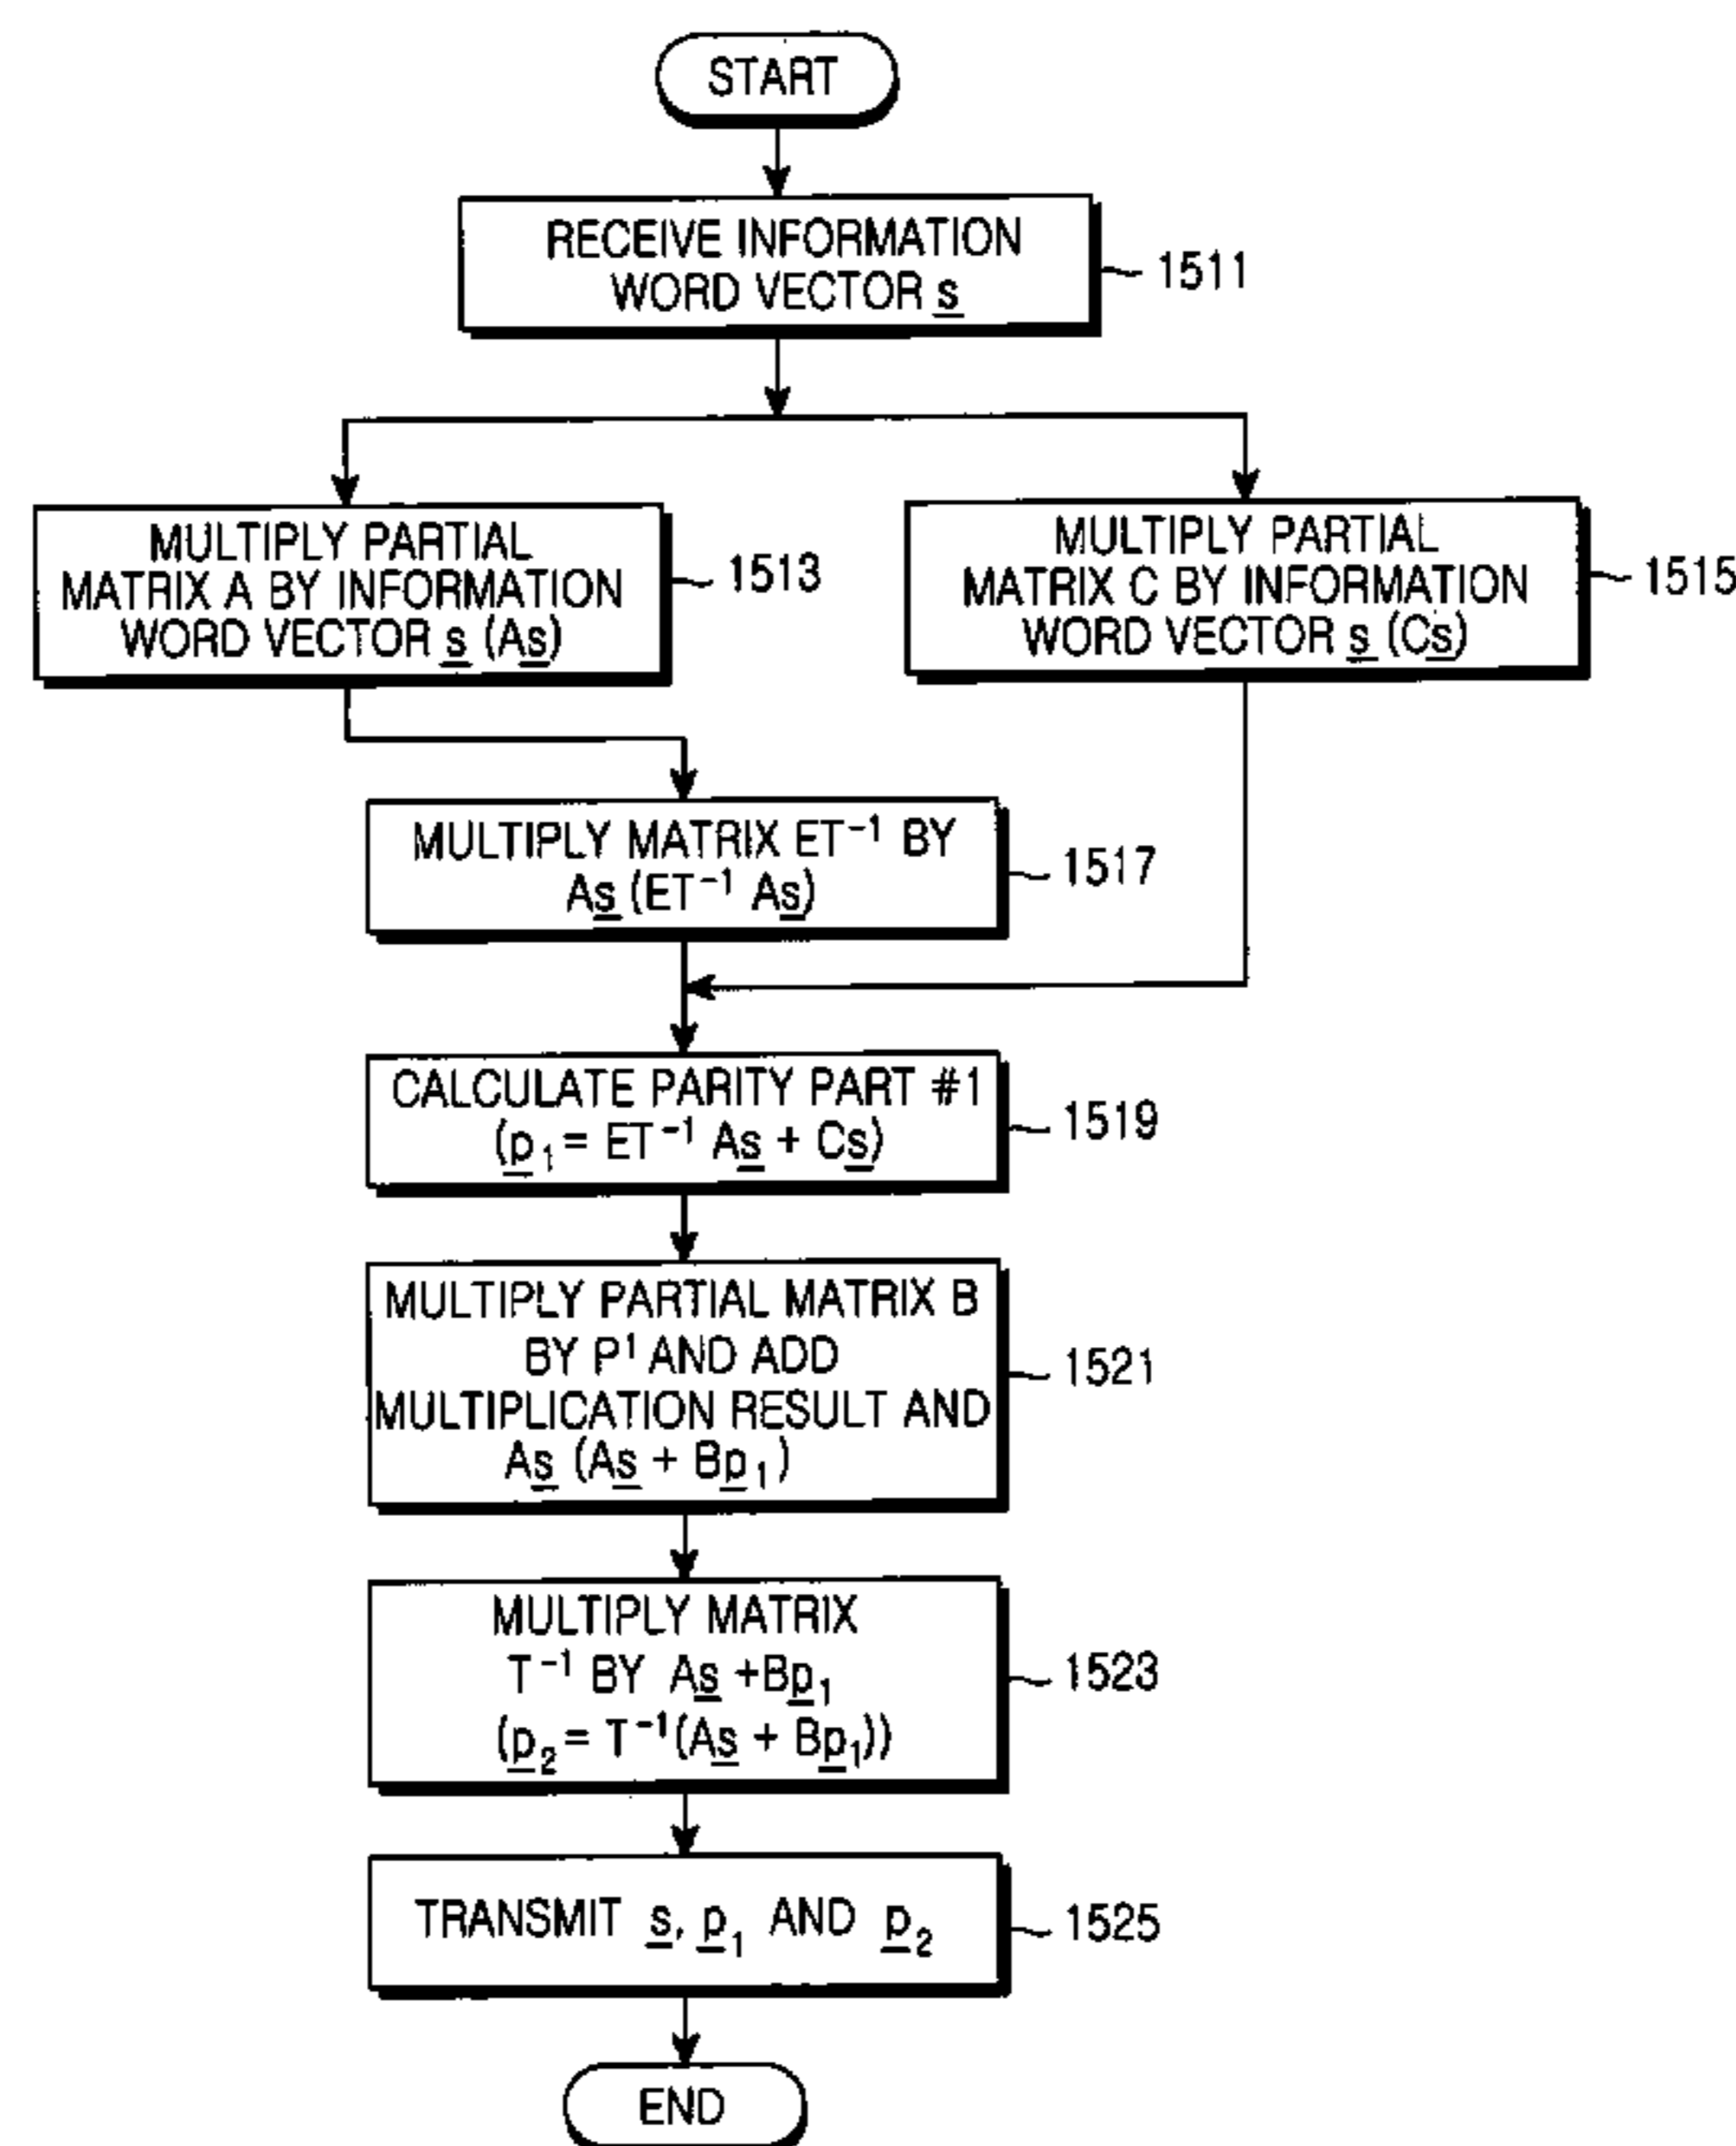 START
RECEIVE INFORMATION
WORD VECTOR s
1511
MULTIPLY PARTIAL
MATRIX A BY INFORMATION
WORD VECTOR s (As)
1513
MULTIPLY PARTIAL
MATRIX C BY INFORMATION
WORD VECTOR s (Cs)
1515
MULTIPLY MATRIX ET⁻¹ BY
As (ET⁻¹ As)
1517
CALCULATE PARITY PART #1
(p₁ = ET⁻¹ As + Cs)
1519
MULTIPLY PARTIAL MATRIX B
BY P¹ AND ADD
MULTIPLICATION RESULT AND
As (As + Bp₁)
1521
MULTIPLY MATRIX
T⁻¹ BY As +Bp₁
(p₂ = T⁻¹(As + Bp₁))
1523
TRANSMIT s, p₁ AND p₂
1525
END